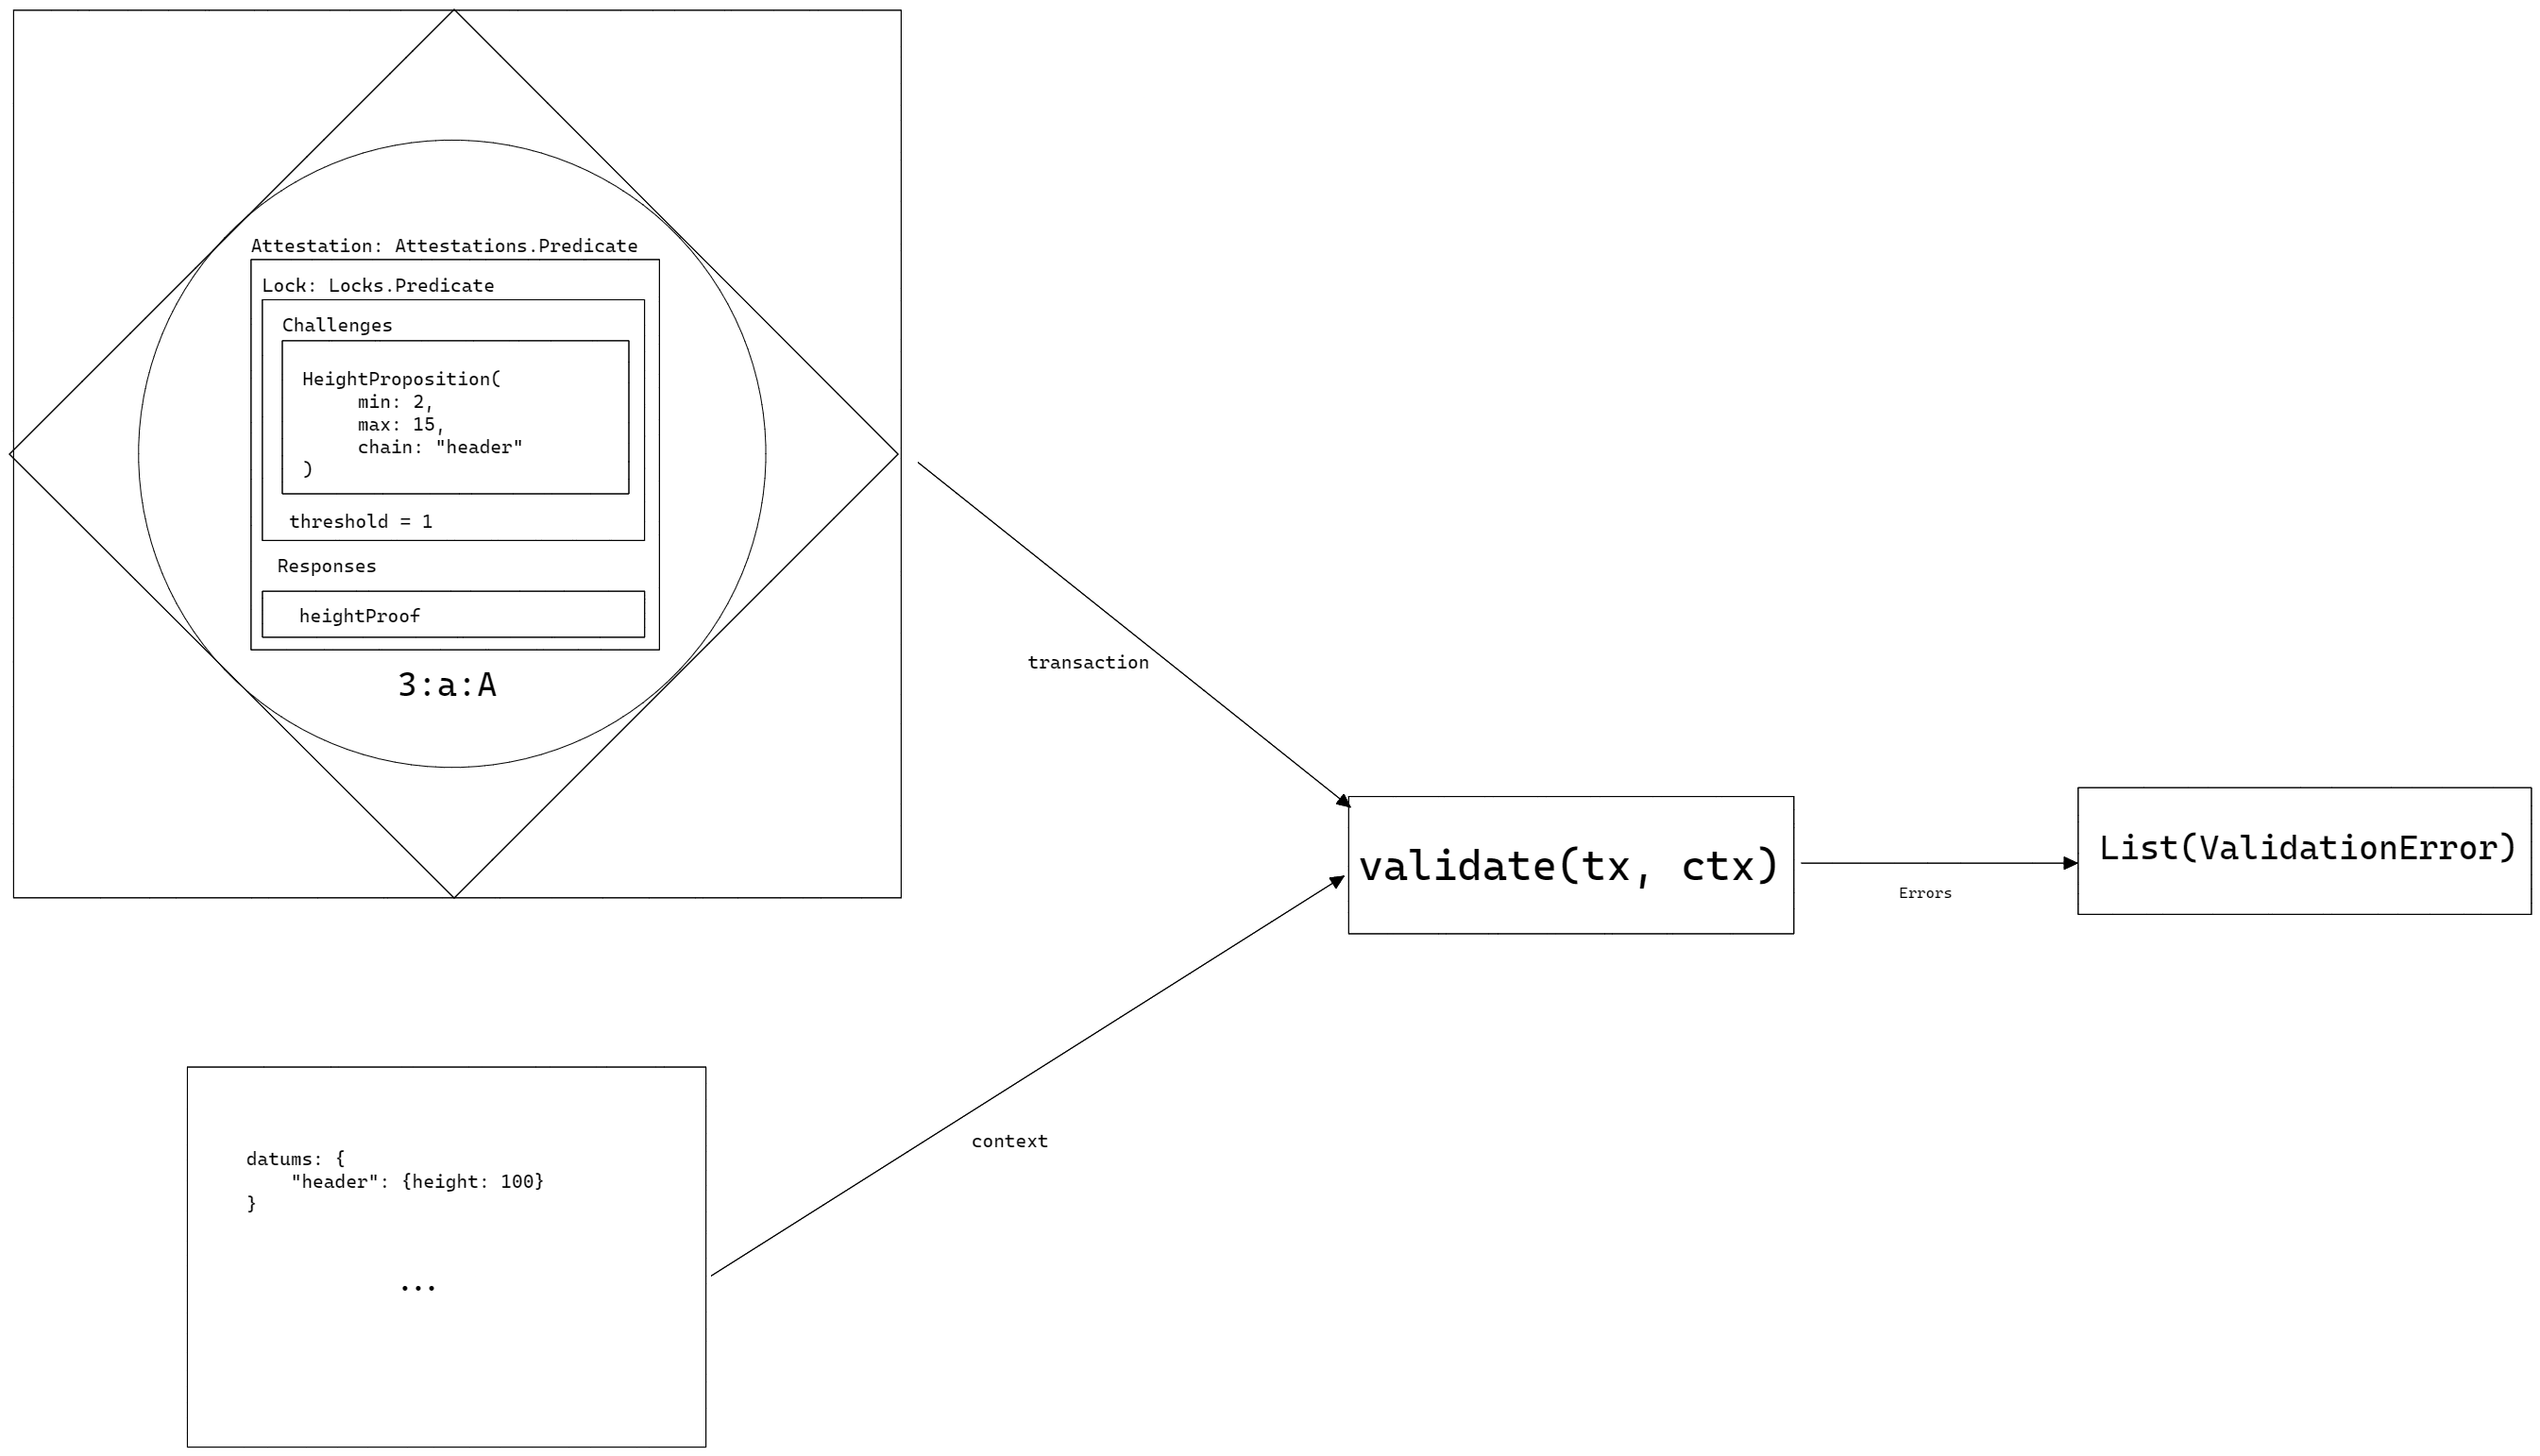 Attestation: Attestations.Predicate
Lock: Locks.Predicate
Challenges
HeightProposition(
min: 2,
max: 15,
chain: "header"
)
threshold = 1
Responses
heightProof
3:a:A
transaction
validate(tx, ctx)
Errors
List(ValidationError)
context
datums: {
"header": {height: 100}
}
...